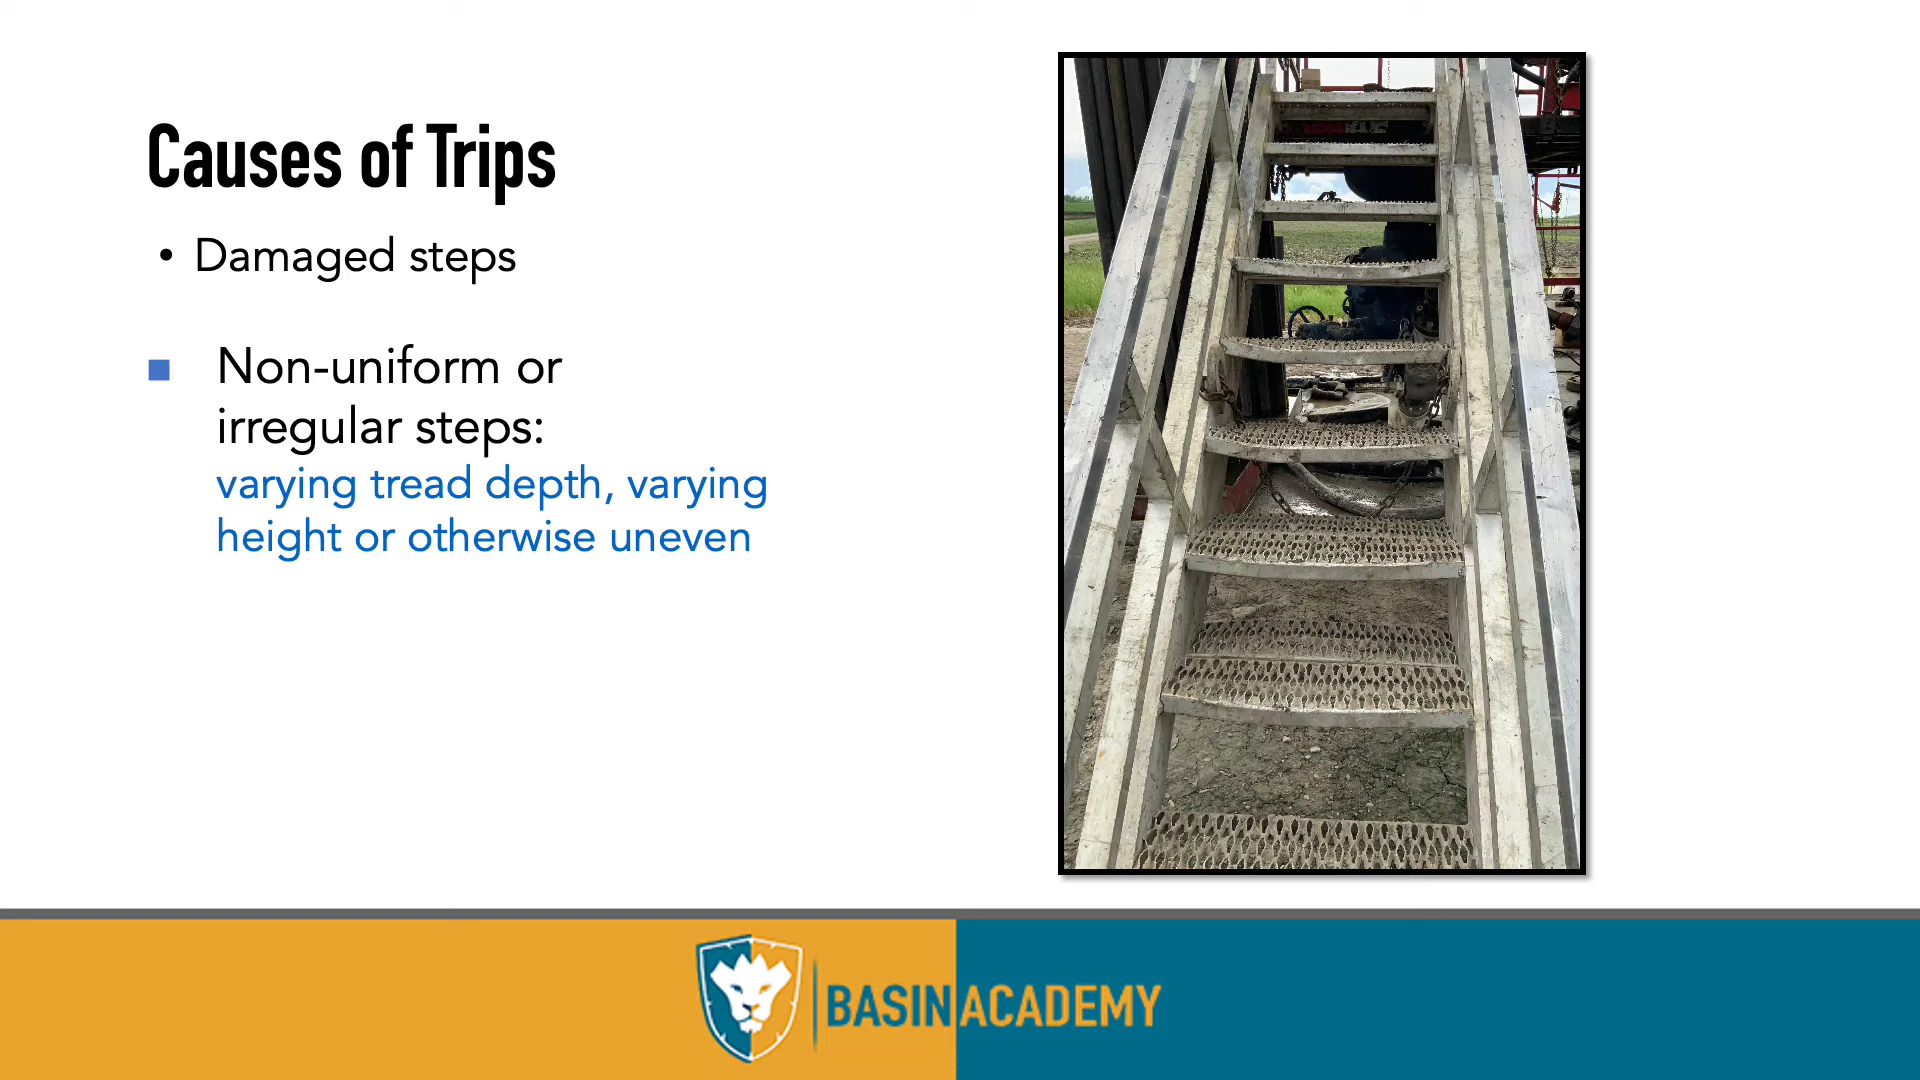 Causes of Trips
• Damaged steps
■ Non-uniform or
irregular steps:
varying tread depth, varying
height or otherwise uneven
BASIN ACADEMY